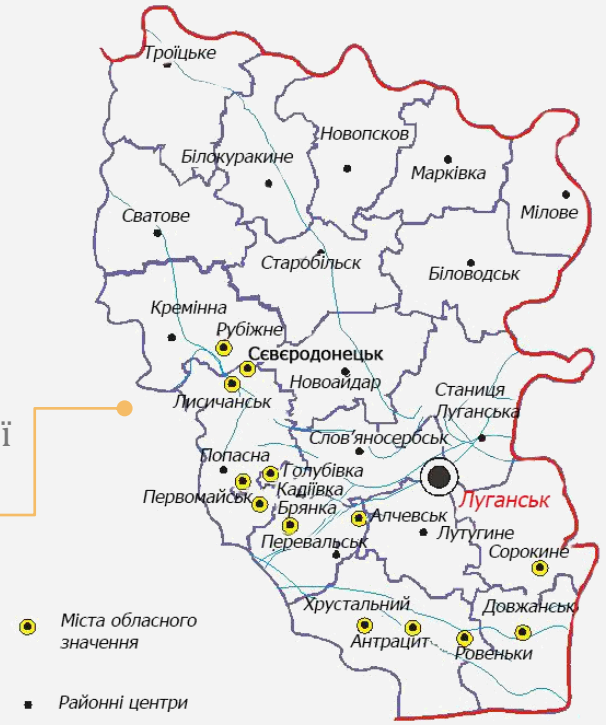 Троїцьке
Новопсков
Білокуракине
Марківка
Мілове
Сватове
Старобільск
Біловодськ
Кремінна
Рубіжне
Сєвєродонецьк
Новоайдар
Станиця
Луганська
Лисичанськ
ї
Слов'яносербськ
Попасна
Голубівка
Кадіївка
Первомайськ
Брянка
Луганськ
Алчевськ
Лутугине
Перевальськ
Сорокине
Хрустальний
Довжанськ
Антрацит
Ровеньки
Міста обласного
значення
Районні центри